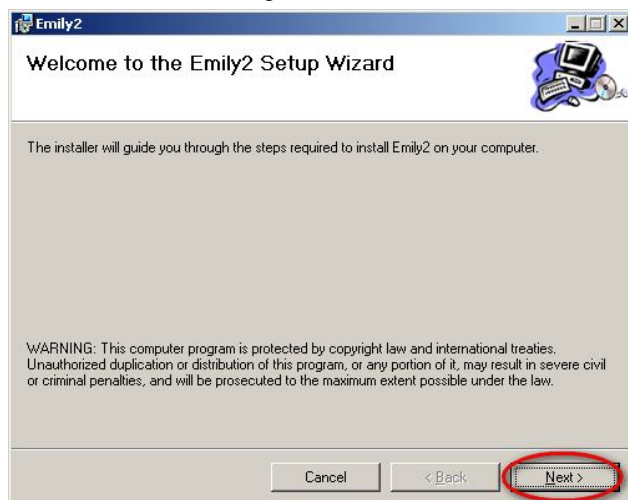 Emily2
Welcome to the Emily2 Setup Wizard
The installer will guide you through the steps required to install Emily2 on your computer.
WARNING: This computer program is protected by copyright law and international treaties.
Unauthorized duplication or distribution of this program, or any portion of it, may result in severe civil
or criminal penalties, and will be prosecuted to the maximum extent possible under the law.
Cancel
< Back
Next >